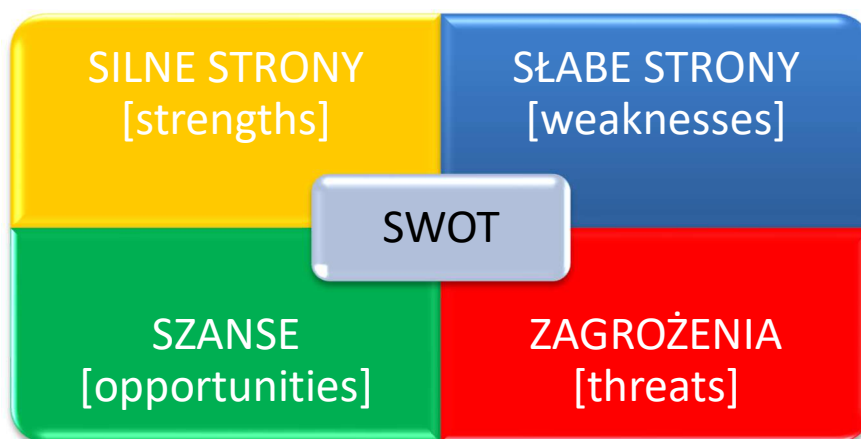 SILNE STRONY
[strengths]
SŁABE STRONY
[weaknesses]
SWOT
SZANSE
[opportunities]
ZAGROŻENIA
[threats]